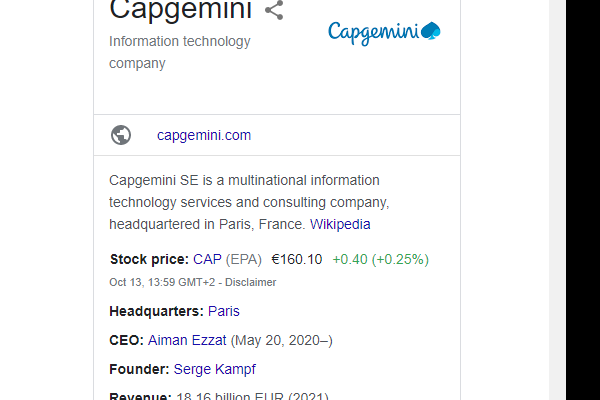 Capgemini
Capgemini
Information technology
company
capgemini.com
Capgemini SE is a multinational information
technology services and consulting company,
headquartered in Paris, France. Wikipedia
Stock price: CAP (EPA) €160.10 +0.40 (+0.25%)
Oct 13, 13:59 GMT+2 - Disclaimer
Headquarters: Paris
CEO: Aiman Ezzat (May 20, 2020–)
Founder: Serge Kampf
Revenue: 18.16 billion EUR (2021)